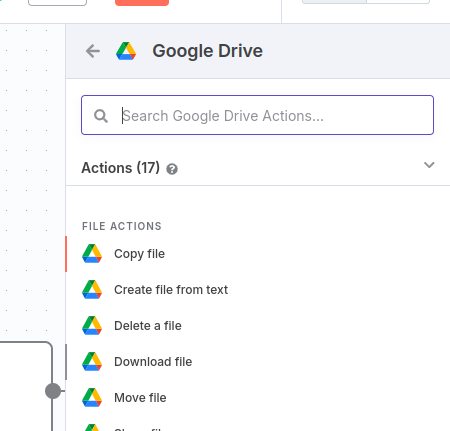 Google Drive
Search Google Drive Actions...
Actions (17)
FILE ACTIONS
Copy file
Create file from text
Delete a file
Download file
Move file